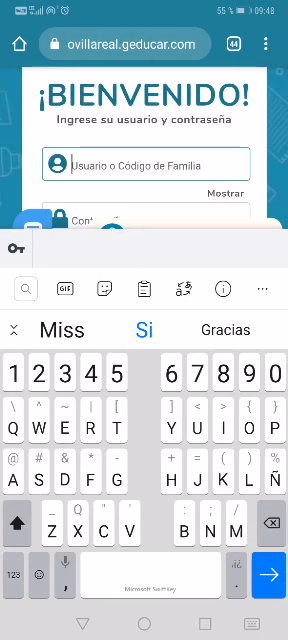 55 % 09:48
ovillareal.geducar.com 44
¡BIENVENIDO!
Ingrese su usuario y contraseña
Usuario o Código de Familia
Mostrar
GIF
Miss Si Gracias
1 2 3 4 5 6 7 8 9 0
\ ^ ~ | [ ] < > { }
Q W E R T Y U I O P
@ # & * - + = ( ) %
A S D F G H J K L Ñ
_ Q " ' : ; /
Z X C V B N M
123 , Microsoft SwiftKey .